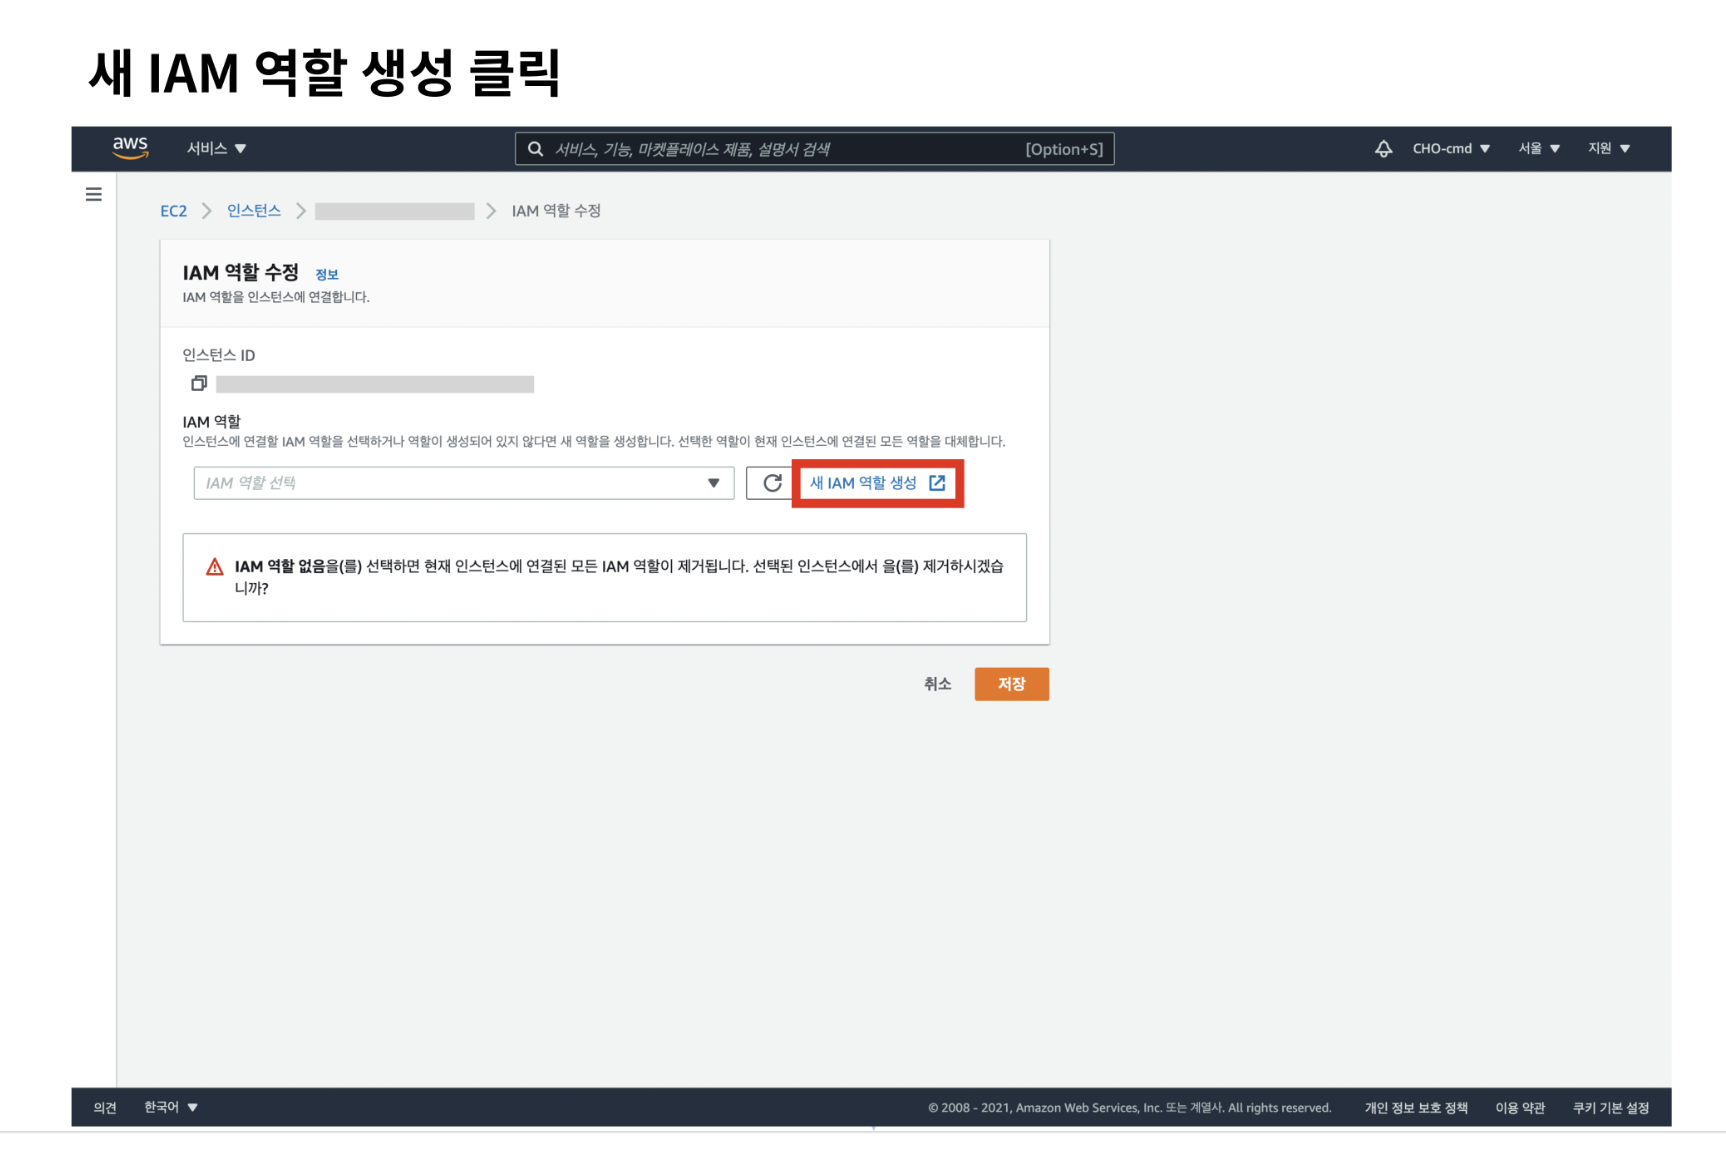 새 IAM 역할 생성 클릭
aws 서비스 ▼ 서비스, 기능, 마켓플레이스 제품, 설명서 검색 [Option+S] CHO-cmd ▼ 서울 ▼ 지원 ▼
EC2 > 인스턴스 > > IAM 역할 수정
IAM 역할 수정 정보
IAM 역할을 인스턴스에 연결합니다.
인스턴스 ID
IAM 역할
인스턴스에 연결할 IAM 역할을 선택하거나 역할이 생성되어 있지 않다면 새 역할을 생성합니다. 선택한 역할이 현재 인스턴스에 연결된 모든 역할을 대체합니다.
IAM 역할 선택 ▼ 새 IAM 역할 생성
IAM 역할 없음을(를) 선택하면 현재 인스턴스에 연결된 모든 IAM 역할이 제거됩니다. 선택된 인스턴스에서 을(를) 제거하시겠습
니까?
취소 저장
의견 한국어 ▼ © 2008 - 2021, Amazon Web Services, Inc. 또는 계열사. All rights reserved. 개인 정보 보호 정책 이용 약관 쿠키 기본 설정